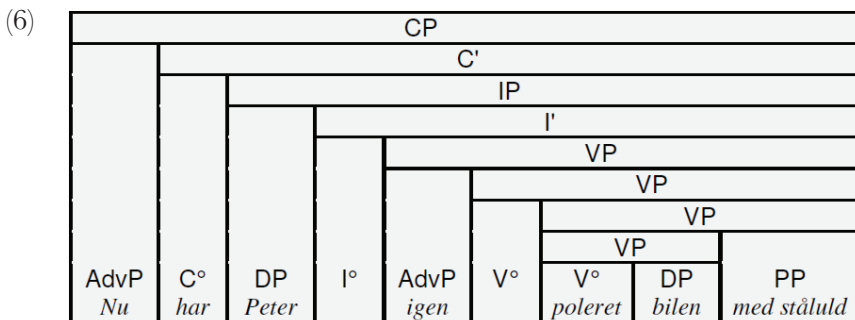 (6)
CP
C'
IP
I'
VP
VP
VP
VP
AdvP C° DP I° AdvP V° V° DP PP
Nu har Peter igen poleret bilen med ståluld